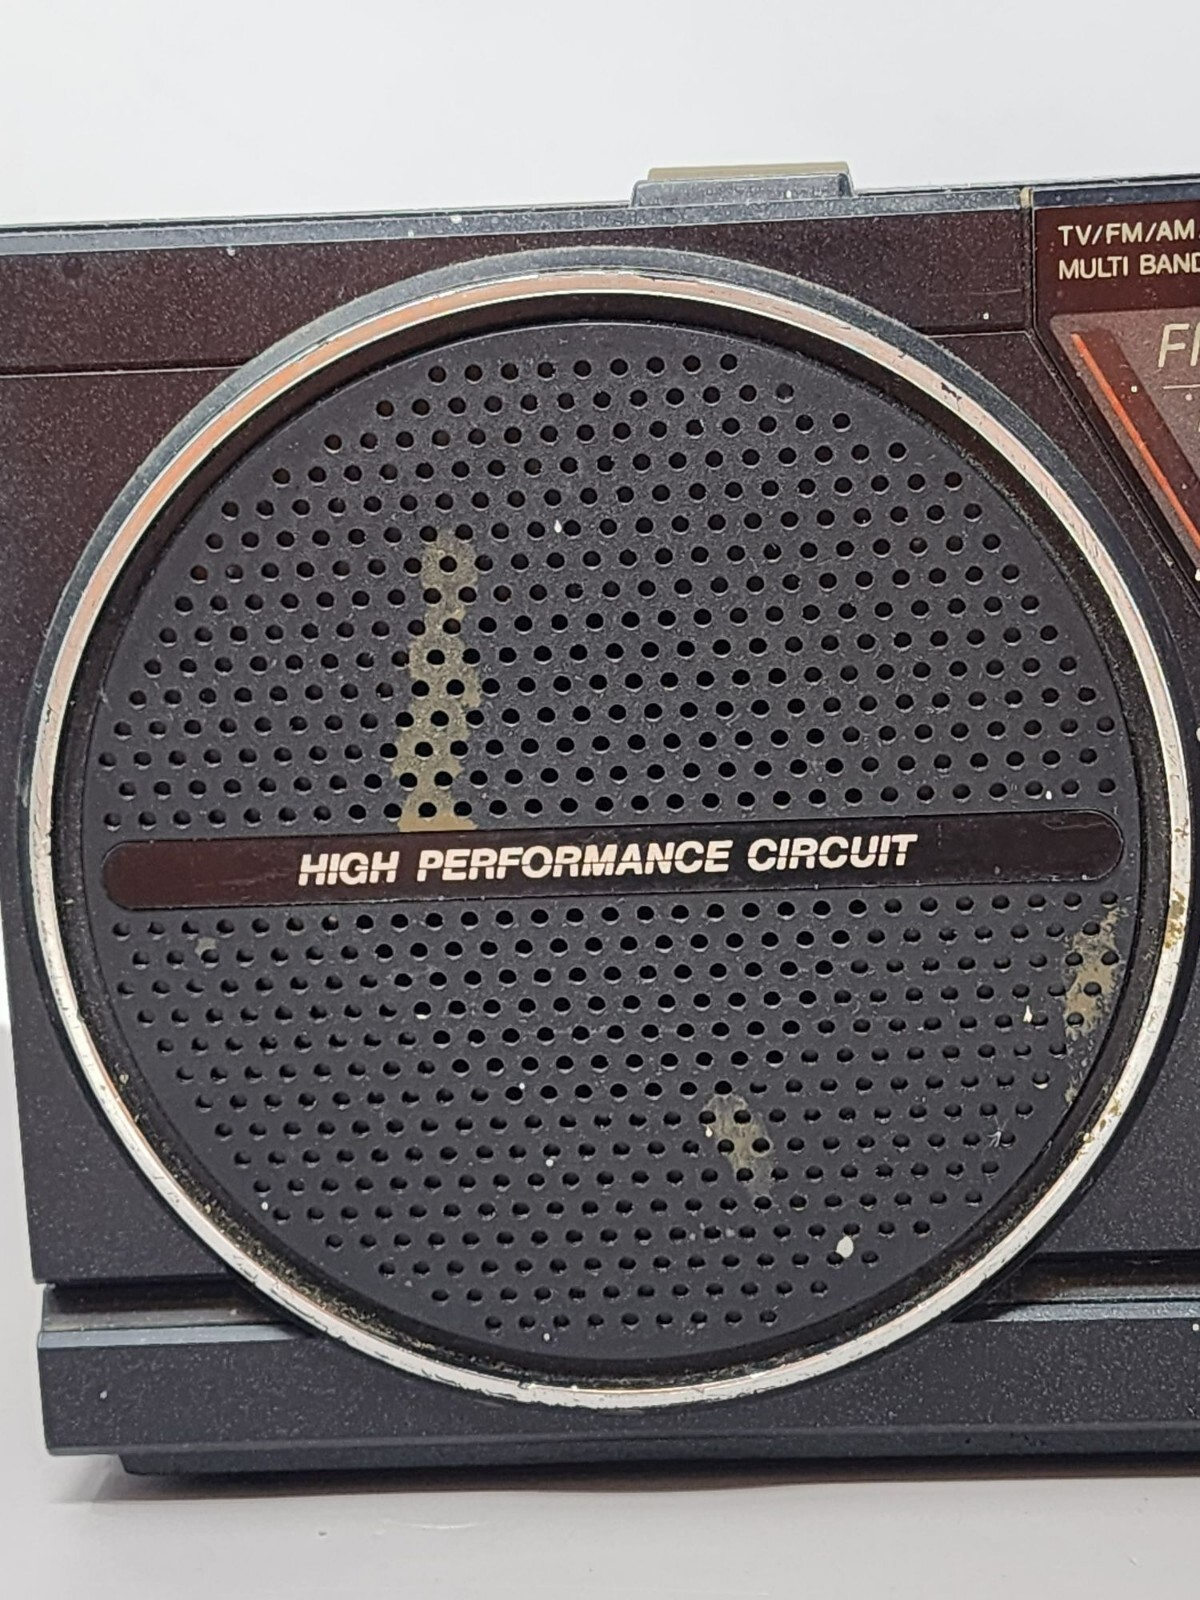 TV/FM/AM
MULTI BAND
HIGH PERFORMANCE CIRCUIT